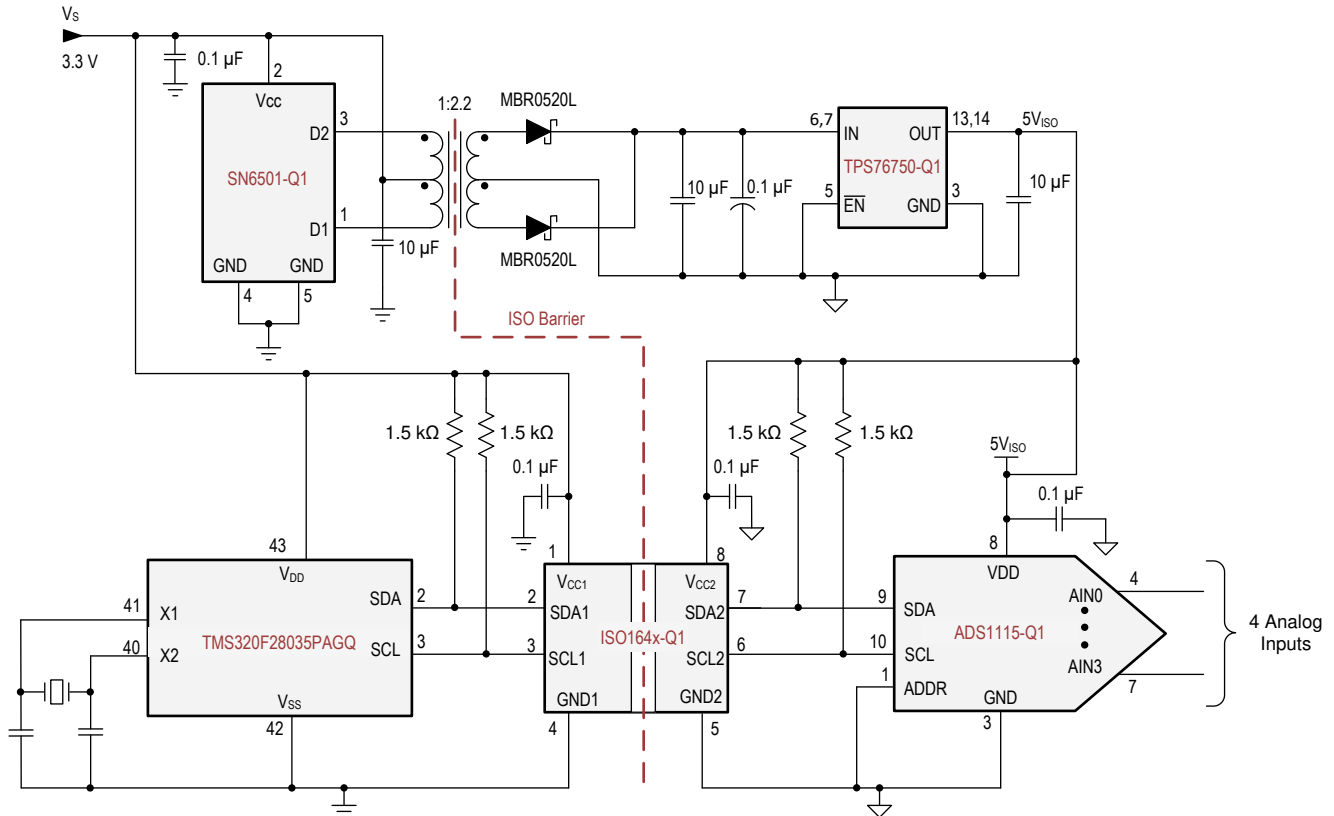 VS
3.3 V
0.1 µF
2
Vcc
D2
3
SN6501-Q1
D1
1
GND
GND
4
5
10 µF
1:2.2
MBR0520L
MBR0520L
10 µF
0.1 µF
6,7
IN
OUT
13,14
5VISO
TPS76750-Q1
5
EN
GND
3
10 µF
ISO Barrier
1.5 kΩ
1.5 kΩ
0.1 µF
1.5 kΩ
1.5 kΩ
0.1 µF
5VISO
0.1 µF
43
VDD
41
X1
40
X2
TMS320F28035PAGQ
SDA
2
SCL
3
VSS
42
1
VCC1
2
SDA1
3
SCL1
GND1
4
ISO164x-Q1
8
VCC2
SDA2
7
SCL2
6
GND2
5
8
VDD
9
SDA
10
SCL
1
ADDR
ADS1115-Q1
AIN0
4
AIN3
7
GND
3
4 Analog
Inputs